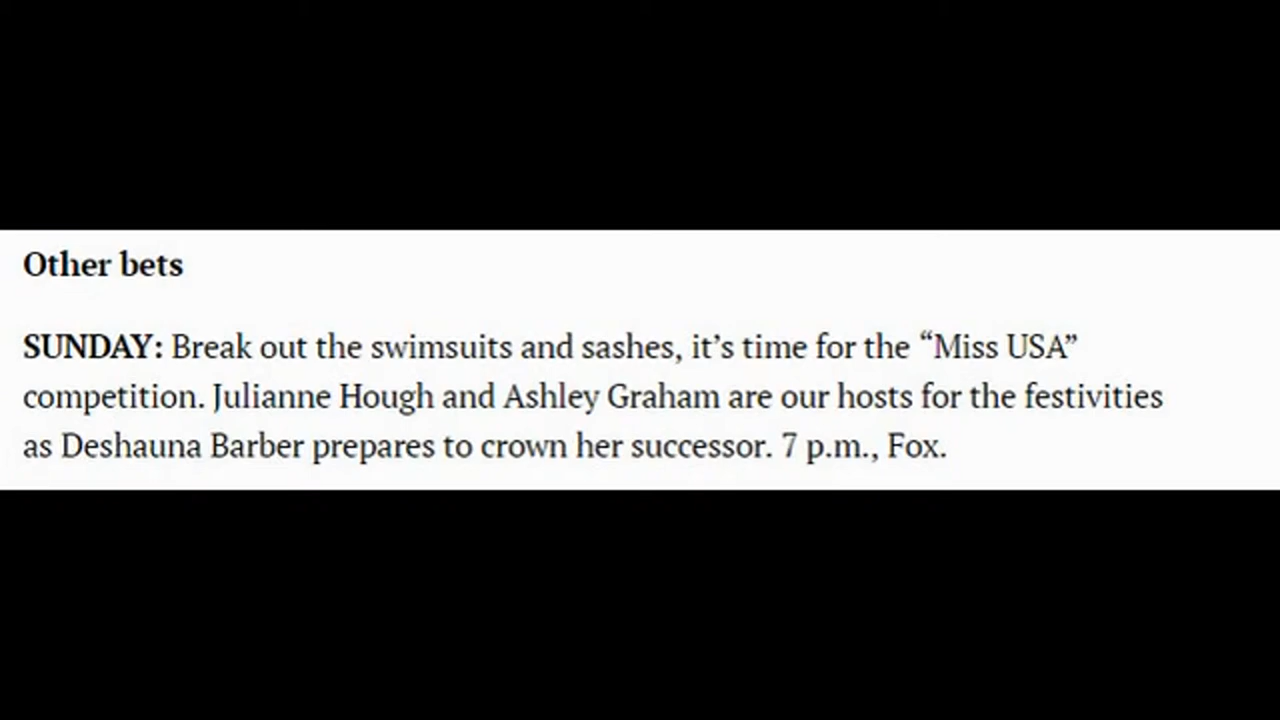 Other bets
SUNDAY: Break out the swimsuits and sashes, it’s time for the “Miss USA”
competition. Julianne Hough and Ashley Graham are our hosts for the festivities
as Deshauna Barber prepares to crown her successor. 7 p.m., Fox.